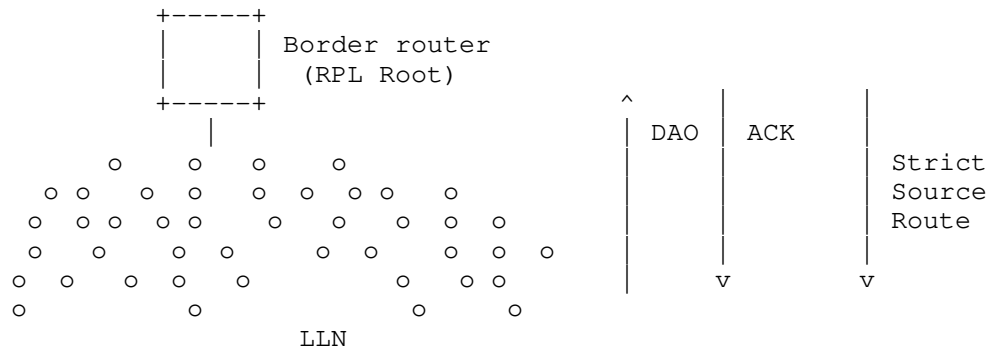 Border router
(RPL Root)
DAO ACK
Strict
Source
Route
o o o o
o o o o o o o o o
o o o o o o o o o o
o o o o o o o o
o o o o o o o o
o o o o
LLN